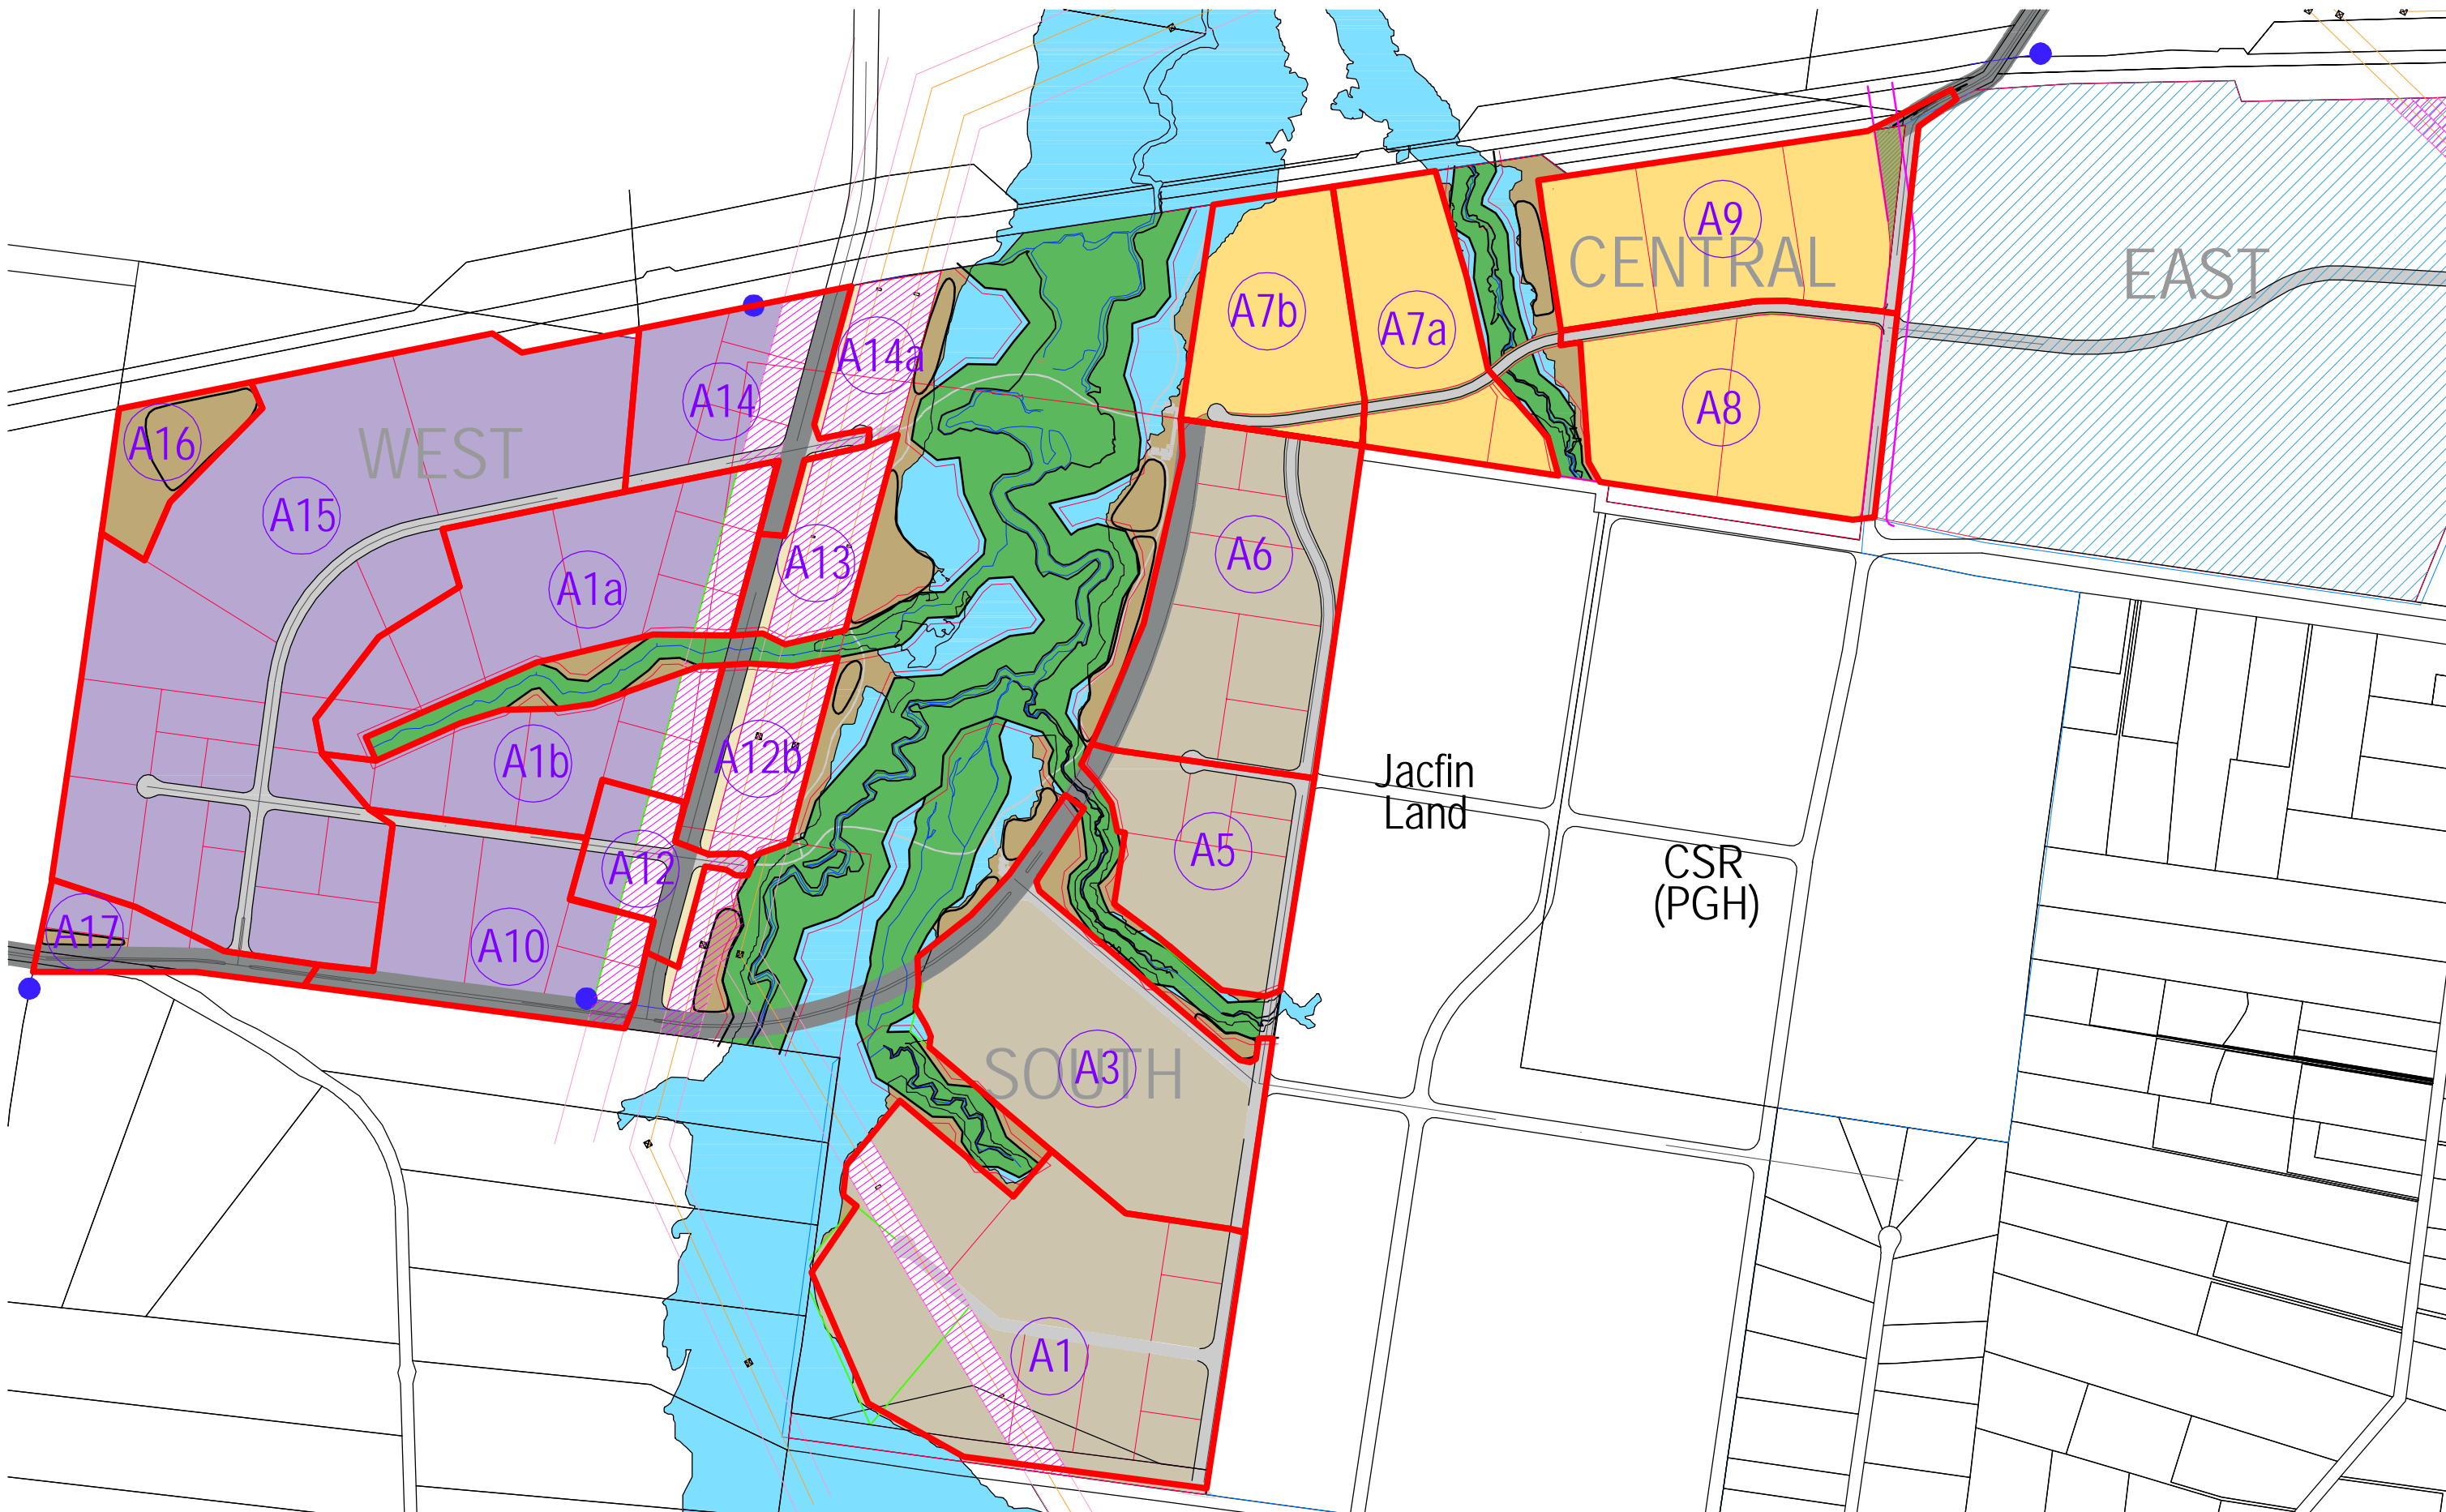 A9
CENTRAL
EAST
A7b
A7a
A14a
A14
A8
A16
WEST
A15
A13
A6
A1a
A12b
A1b
Jacfin
Land
A5
CSR
(PGH)
A12
A17
A10
SOUTH
A3
A1